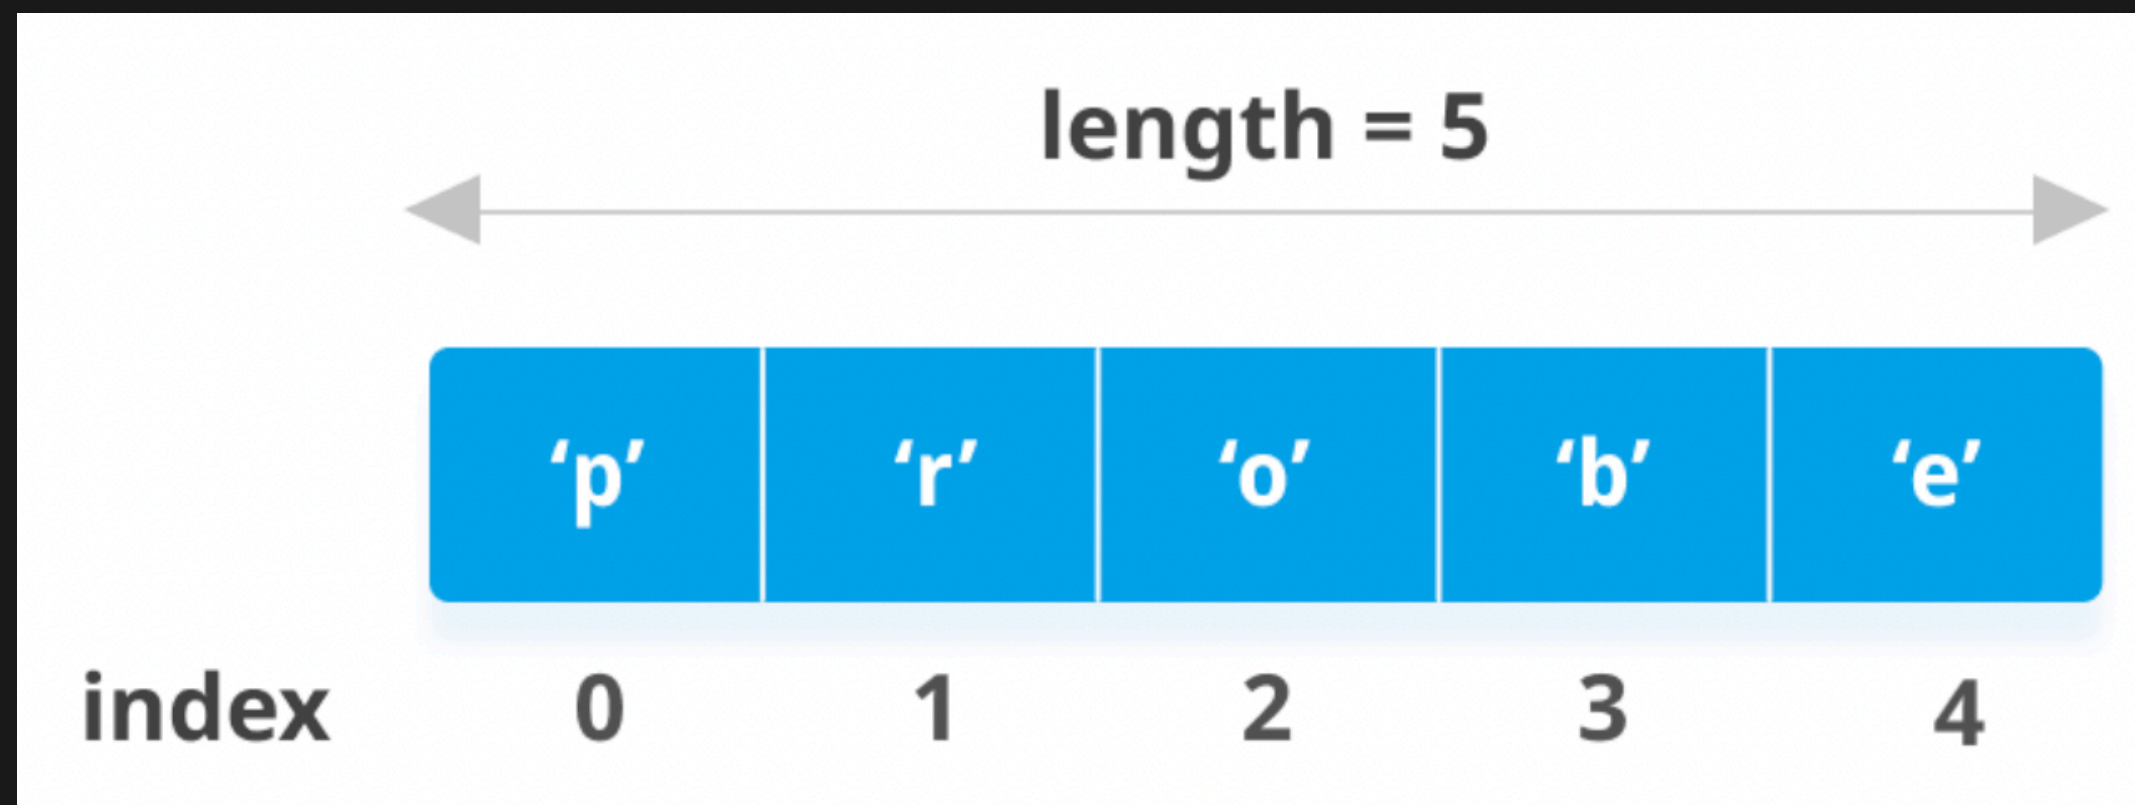 length = 5
‘p’ ‘r’ ‘o’ ‘b’ ‘e’
index 0 1 2 3 4